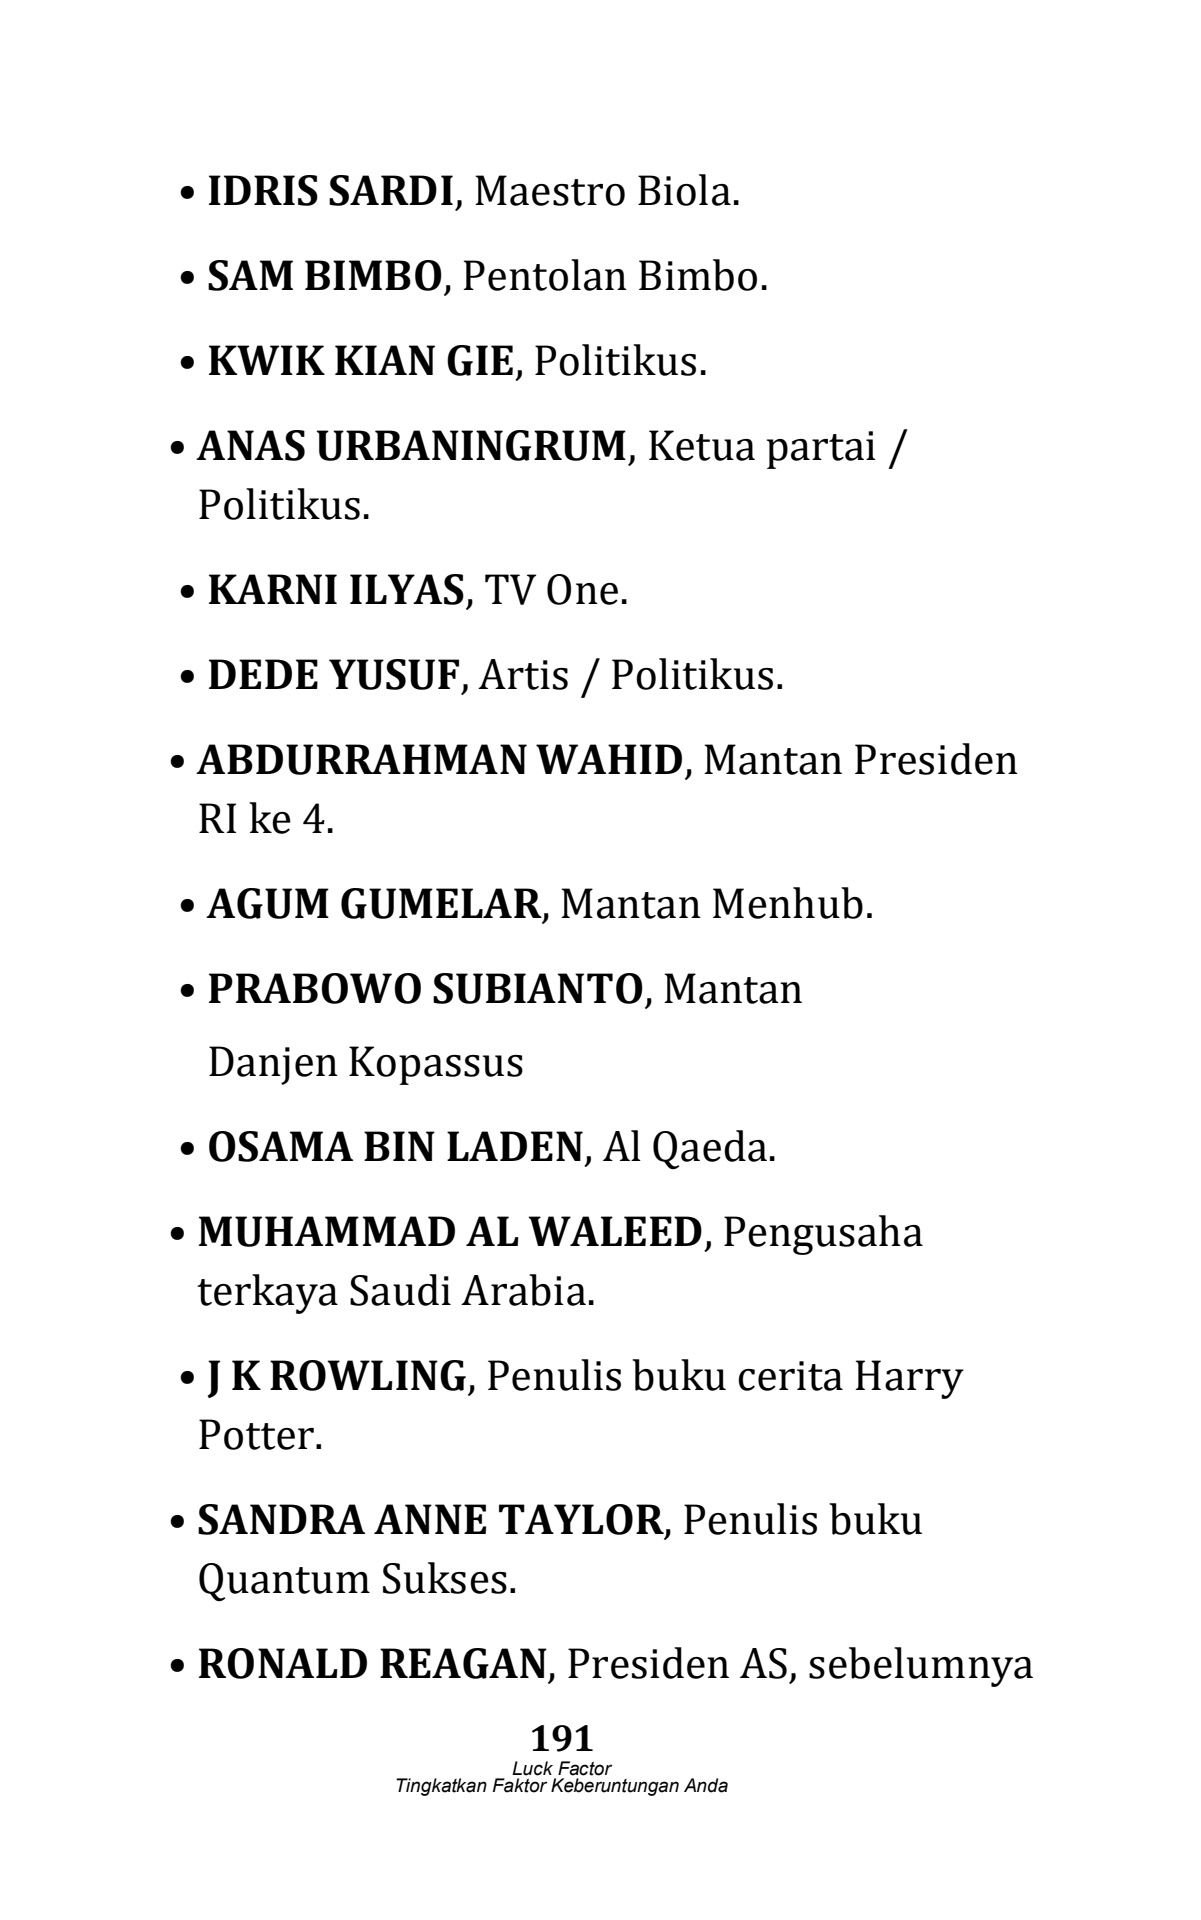 • IDRIS SARDI, Maestro Biola.
• SAM BIMBO, Pentolan Bimbo.
• KWIK KIAN GIE, Politikus.
• ANAS URBANINGRUM, Ketua partai /
Politikus.
• KARNI ILYAS, TV One.
• DEDE YUSUF, Artis / Politikus.
• ABDURRAHMAN WAHID, Mantan Presiden
RI ke 4.
• AGUM GUMELAR, Mantan Menhub.
• PRABOWO SUBIANTO, Mantan
Danjen Kopassus
• OSAMA BIN LADEN, Al Qaeda.
• MUHAMMAD AL WALEED, Pengusaha
terkaya Saudi Arabia.
• J K ROWLING, Penulis buku cerita Harry
Potter.
• SANDRA ANNE TAYLOR, Penulis buku
Quantum Sukses.
• RONALD REAGAN, Presiden AS, sebelumnya
191
Luck Factor
Tingkatkan Faktor Keberuntungan Anda